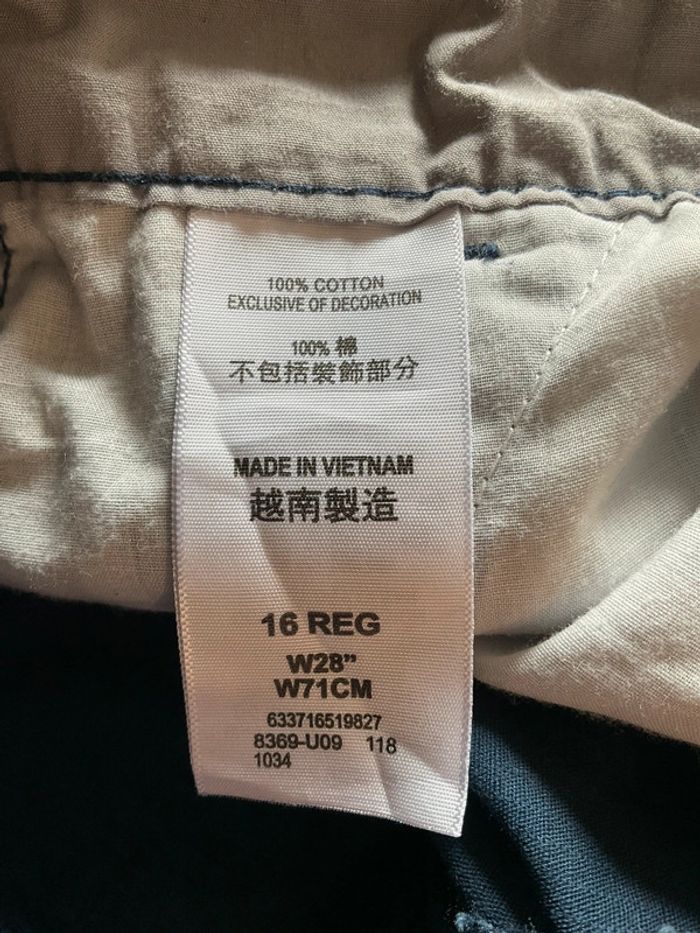 100% COTTON
EXCLUSIVE OF DECORATION
100% 棉
不包括裝飾部分
MADE IN VIETNAM
越南製造
16 REG
W28”
W71CM
633716519827
8369-U09 118
1034